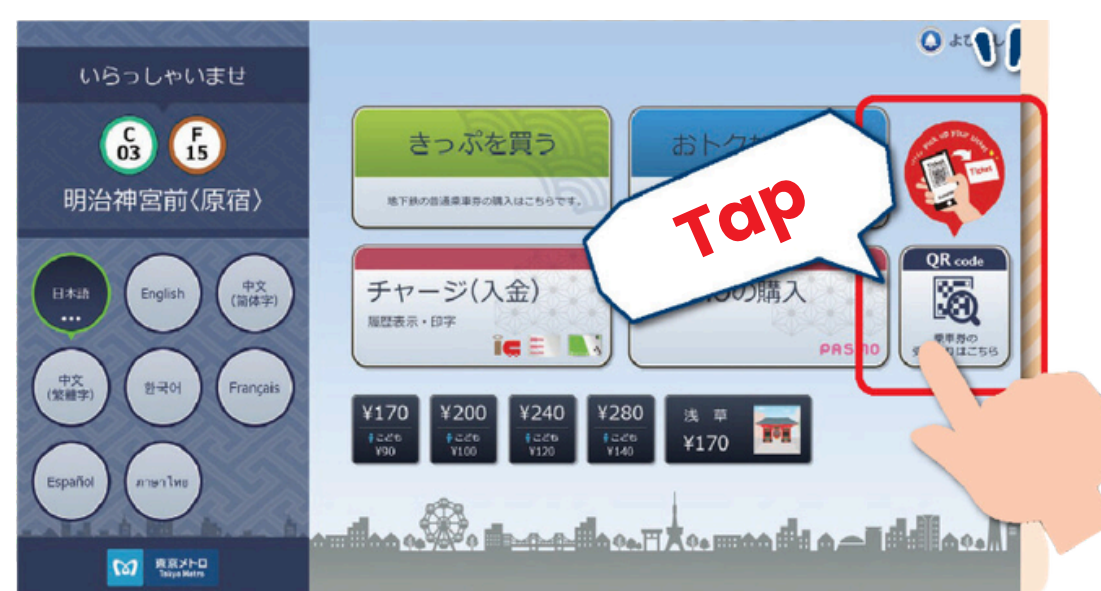 いらっしゃいませ
C
03
F
15
明治神宮前〈原宿〉
日本語
English
中文
(简体字)
中文
(繁體字)
한국어
Français
Español
ภาษาไทย
東京メトロ
Tokyo Metro
きっぷを買う
地下鉄の普通乗車券の購入はこちらです。
チャージ(入金)
履歴表示・印字
の購入
PASMO
Tap
Pick up your ticket
Ticket
QR code
乗車券の
はこちら
¥170
こども
¥90
¥200
こども
¥100
¥240
こども
¥120
¥280
こども
¥140
浅草
¥170